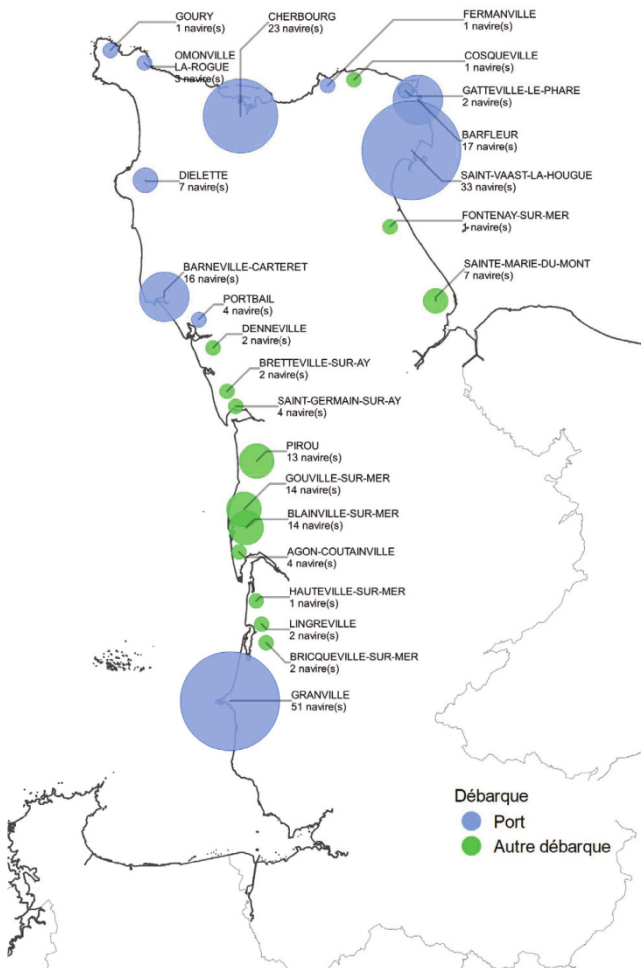 GOURY
1 navire(s)
CHERBOURG
23 navire(s)
FERMANVILLE
1 navire(s)
OMONVILLE
LA-ROGUE
3 navire(s)
COSQUEVILLE
1 navire(s)
GATTEVILLE-LE-PHARE
2 navire(s)
BARFLEUR
17 navire(s)
DIELETTE
7 navire(s)
SAINT-VAAST-LA-HOUGUE
33 navire(s)
FONTENAY-SUR-MER
1 navire(s)
BARNEVILLE-CARTERET
16 navire(s)
SAINTE-MARIE-DU-MONT
7 navire(s)
PORTBAIL
4 navire(s)
DENNEVILLE
2 navire(s)
BRETTEVILLE-SUR-AY
2 navire(s)
SAINT-GERMAIN-SUR-AY
4 navire(s)
PIROU
13 navire(s)
GOUVILLE-SUR-MER
14 navire(s)
BLAINVILLE-SUR-MER
14 navire(s)
AGON-COUTAINVILLE
4 navire(s)
HAUTEVILLE-SUR-MER
1 navire(s)
LINGREVILLE
2 navire(s)
BRICQUEVILLE-SUR-MER
2 navire(s)
GRANVILLE
51 navire(s)
Débarque
Port
Autre débarque